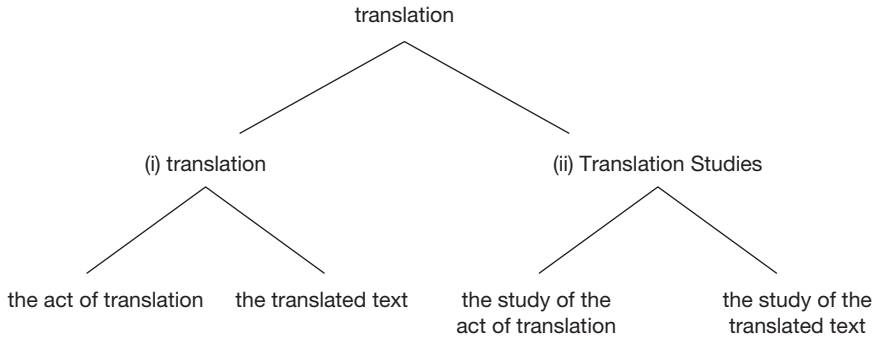 translation
(i) translation
(ii) Translation Studies
the act of translation
the translated text
the study of the
act of translation
the study of the
translated text